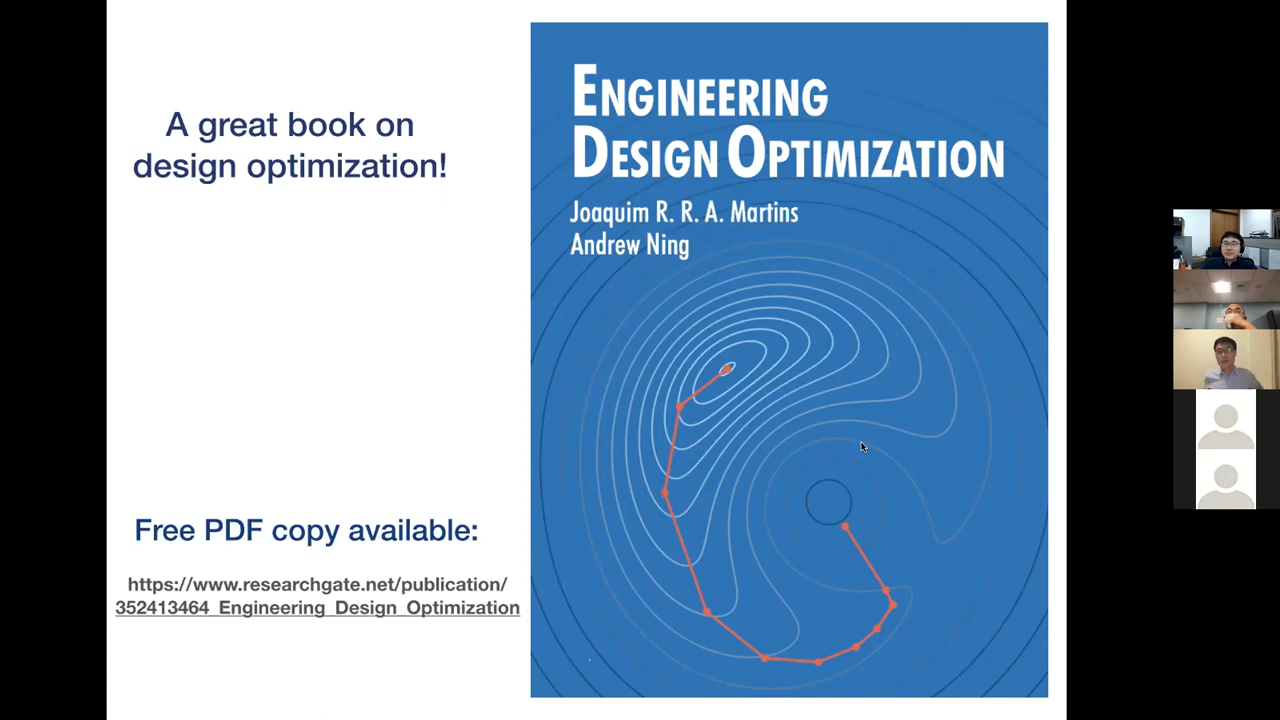 A great book on
design optimization!
ENGINEERING
DESIGN OPTIMIZATION
Joaquim R. R. A. Martins
Andrew Ning
Free PDF copy available:
https://www.researchgate.net/publication/
352413464_Engineering_Design_Optimization